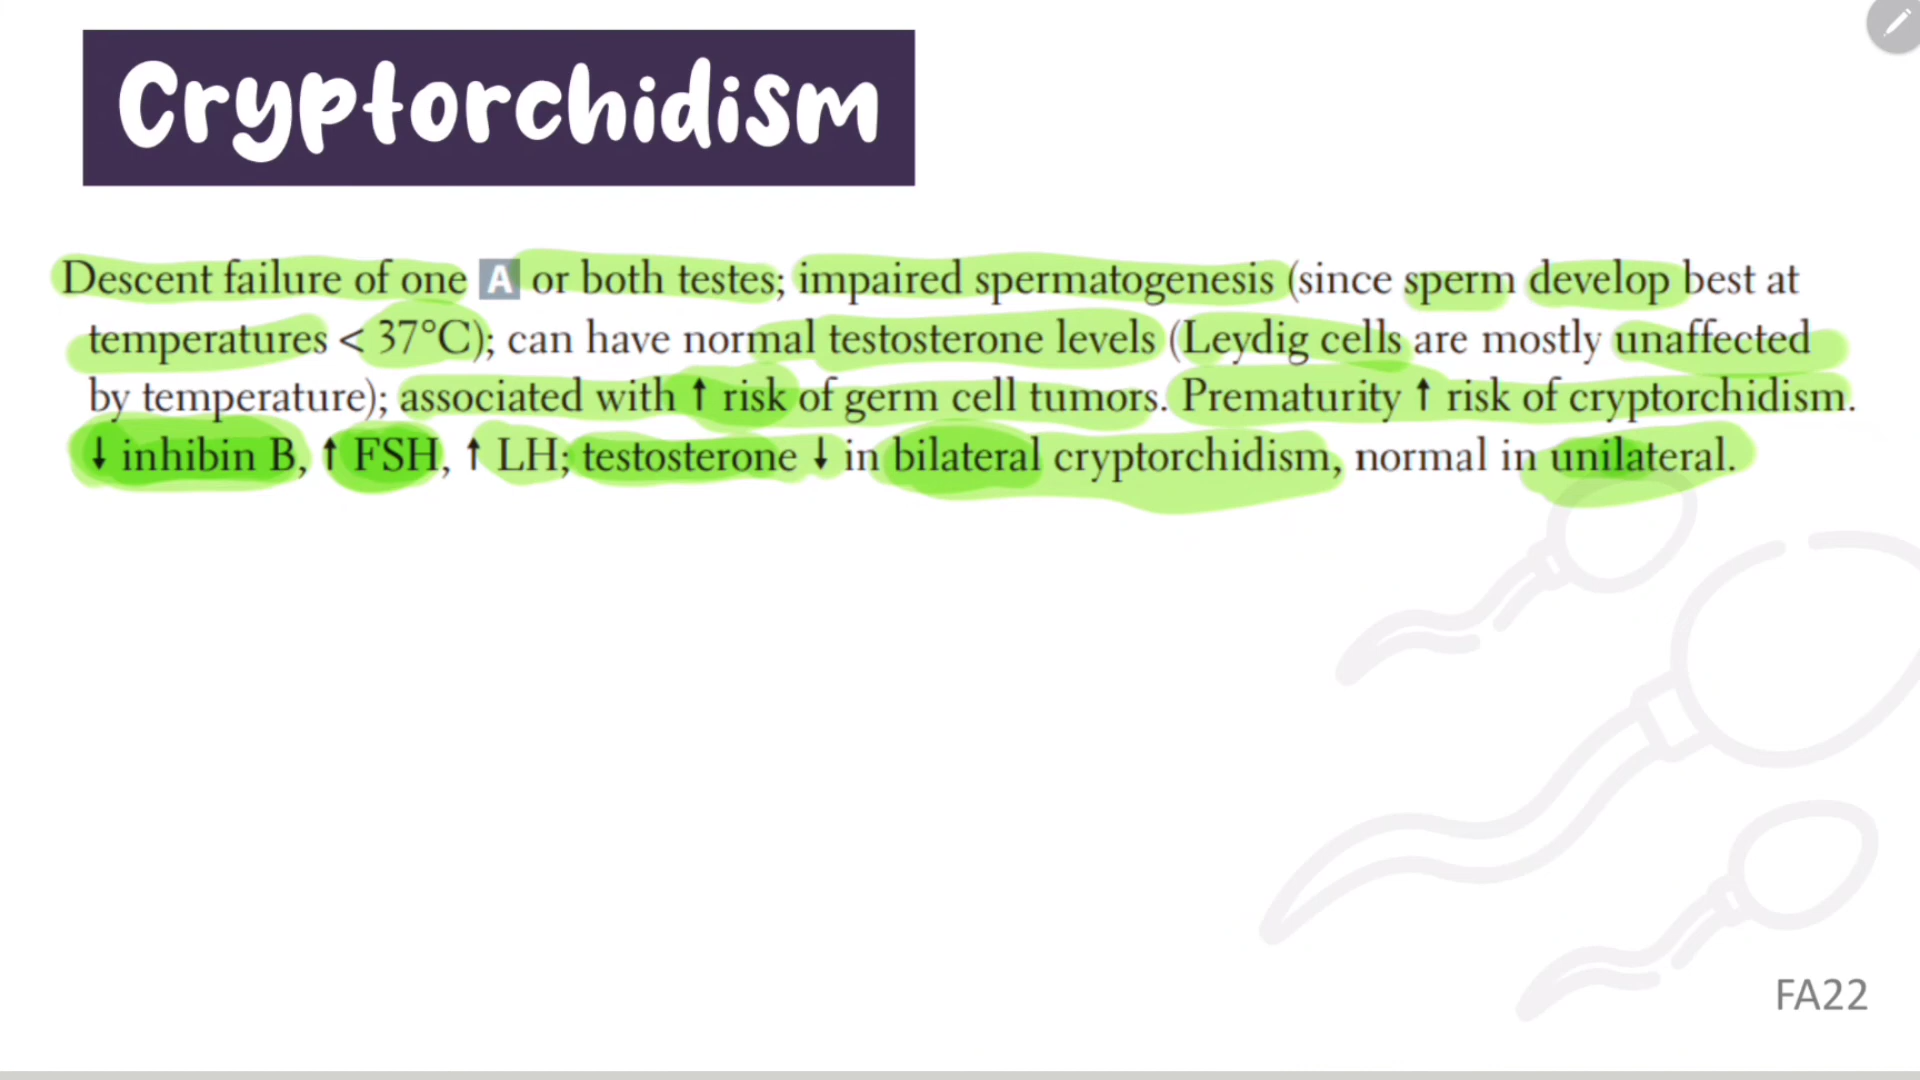 Cryptorchidism
Descent failure of one A or both testes; impaired spermatogenesis (since sperm develop best at
temperatures < 37°C); can have normal testosterone levels (Leydig cells are mostly unaffected
by temperature); associated with ↑ risk of germ cell tumors. Prematurity ↑ risk of cryptorchidism.
↓ inhibin B, ↑ FSH, ↑ LH; testosterone ↓ in bilateral cryptorchidism, normal in unilateral.
FA22